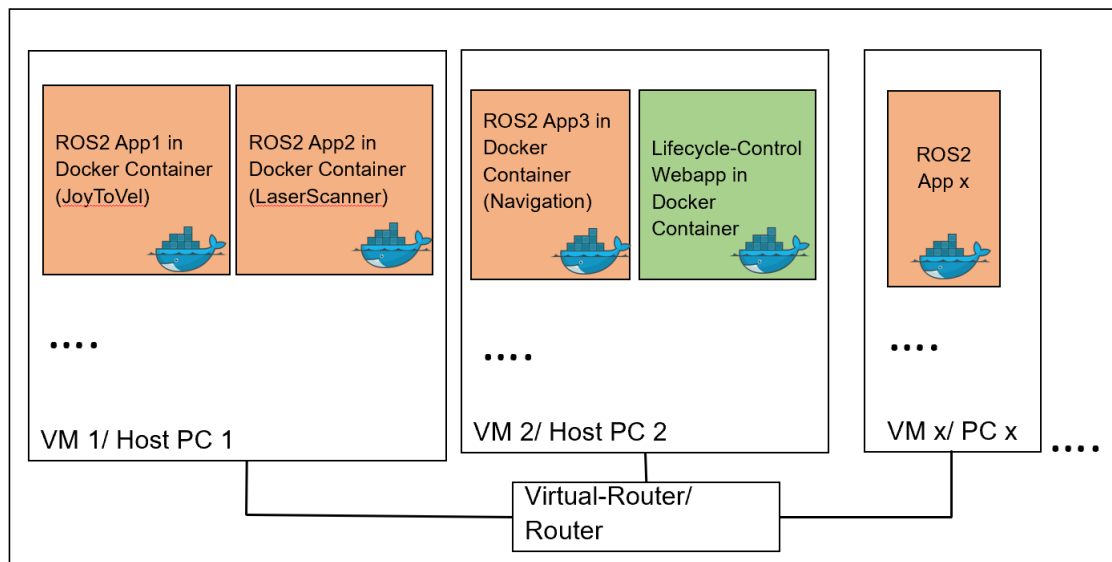 ROS2 App1 in
Docker Container
(JoyToVel)
ROS2 App2 in
Docker Container
(LaserScanner)
....
VM 1/ Host PC 1
ROS2 App3 in
Docker
Container
(Navigation)
Lifecycle-Control
Webapp in
Docker
Container
....
VM 2/ Host PC 2
ROS2
App x
....
VM x/ PC x
....
Virtual-Router/
Router